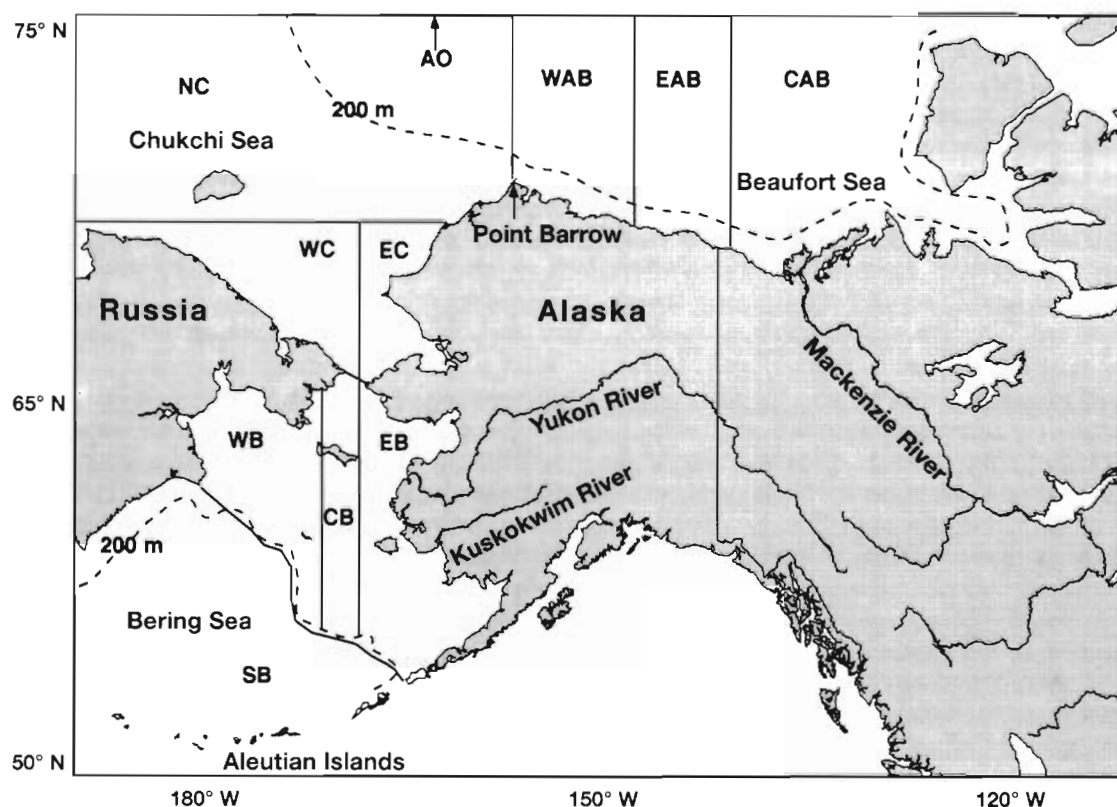 75° N
AO
NC
WAB
EAB
CAB
200 m
Chukchi Sea
Beaufort Sea
Point Barrow
WC
EC
Russia
Alaska
Mackenzie River
65° N
Yukon River
WB
EB
CB
Kuskokwim River
200 m
Bering Sea
SB
Aleutian Islands
50° N
180° W
150° W
120° W